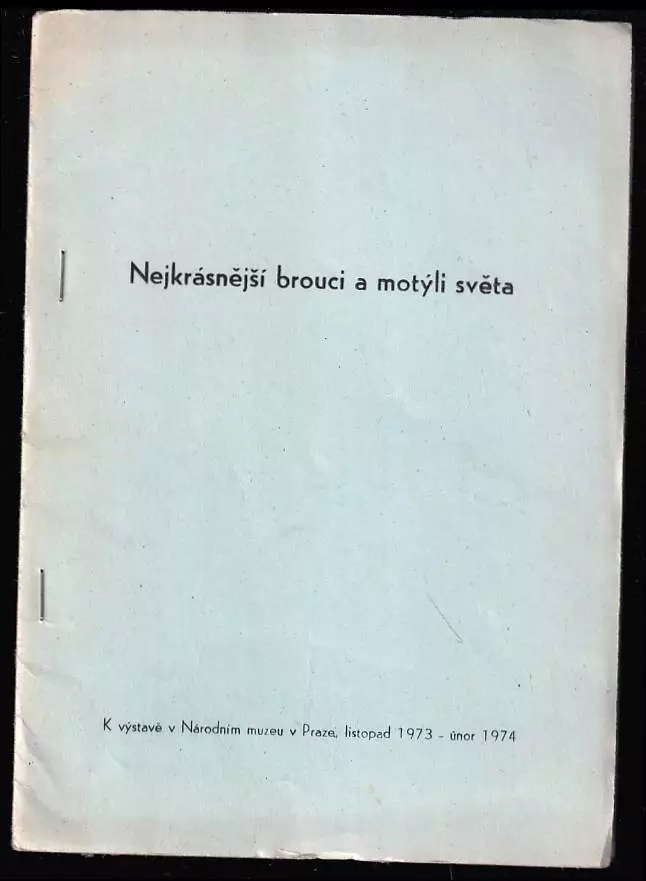 Nejkrásnější brouci a motýli světa
K výstavě v Národním muzeu v Praze, listopad 1973 - únor 1974